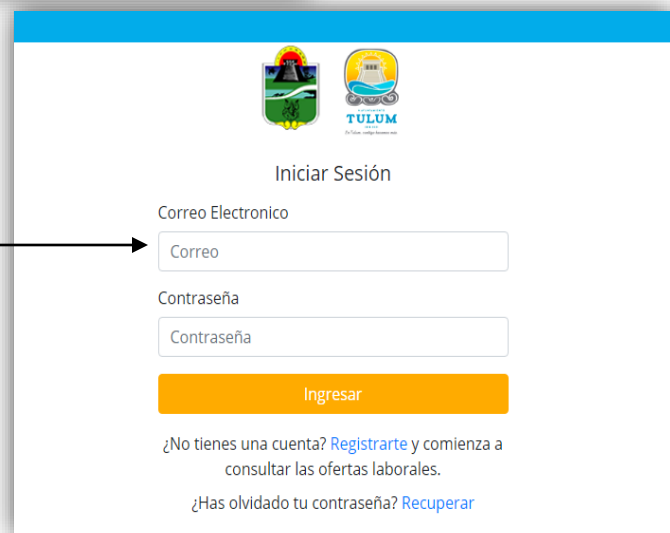 TULUM
Iniciar Sesión
Correo Electronico
Correo
Contraseña
Contraseña
Ingresar
¿No tienes una cuenta? Registrarte y comienza a
consultar las ofertas laborales.
¿Has olvidado tu contraseña? Recuperar